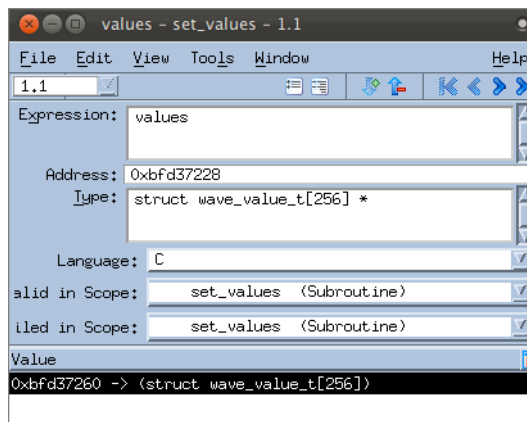 values - set_values - 1.1
File Edit View Tools Window Help
1.1
Expression: values
Address: 0xbfd37228
Type: struct wave_value_t[256] *
Language: C
alid in Scope: set_values (Subroutine)
iled in Scope: set_values (Subroutine)
Value
0xbfd37260 -> (struct wave_value_t[256])